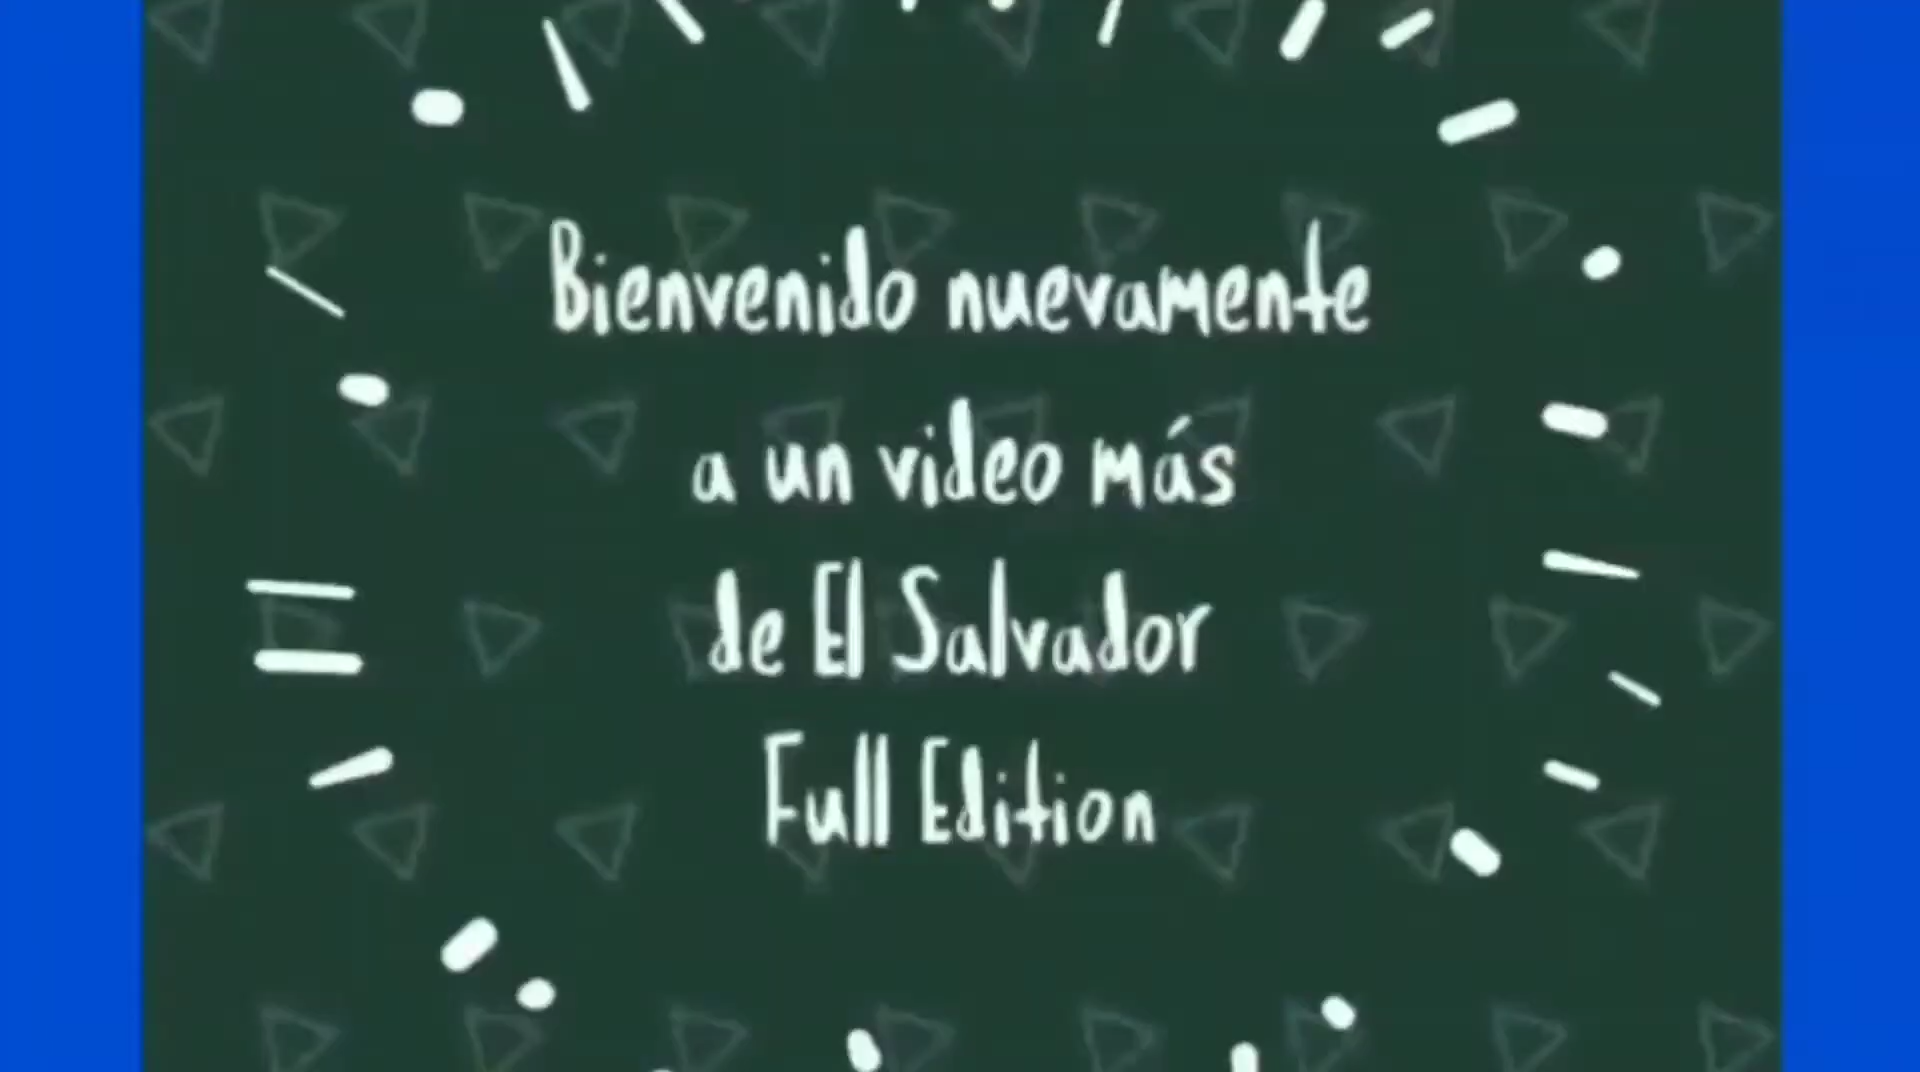 Bienvenido nuevamente
a un video más
de El Salvador
Full Edition